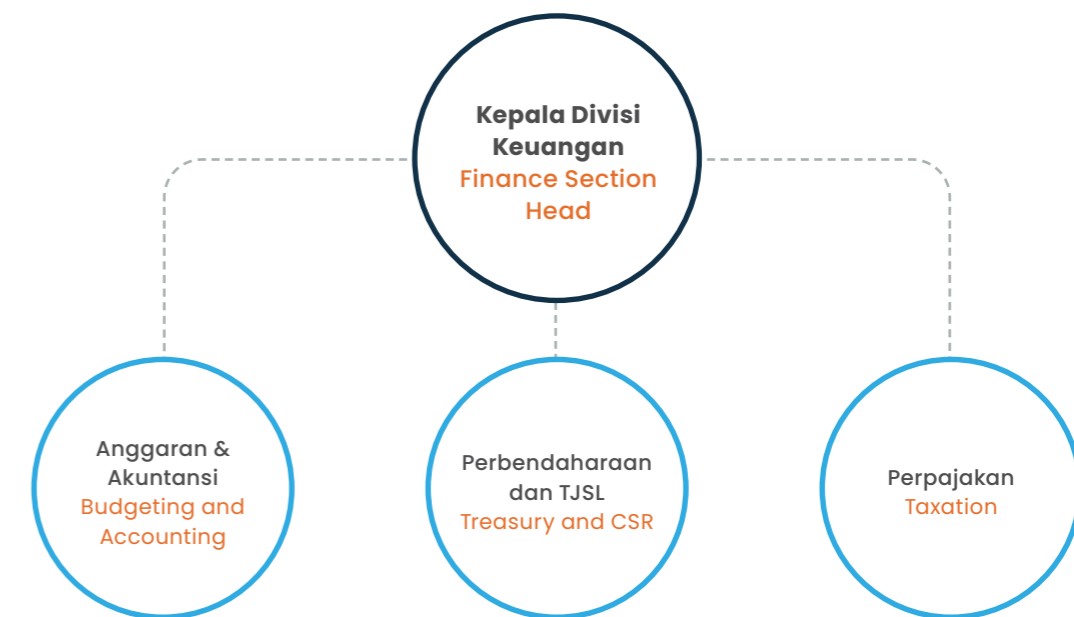 Kepala Divisi
Keuangan
Finance Section
Head
Anggaran &
Akuntansi
Budgeting and
Accounting
Perbendaharaan
dan TJSL
Treasury and CSR
Perpajakan
Taxation